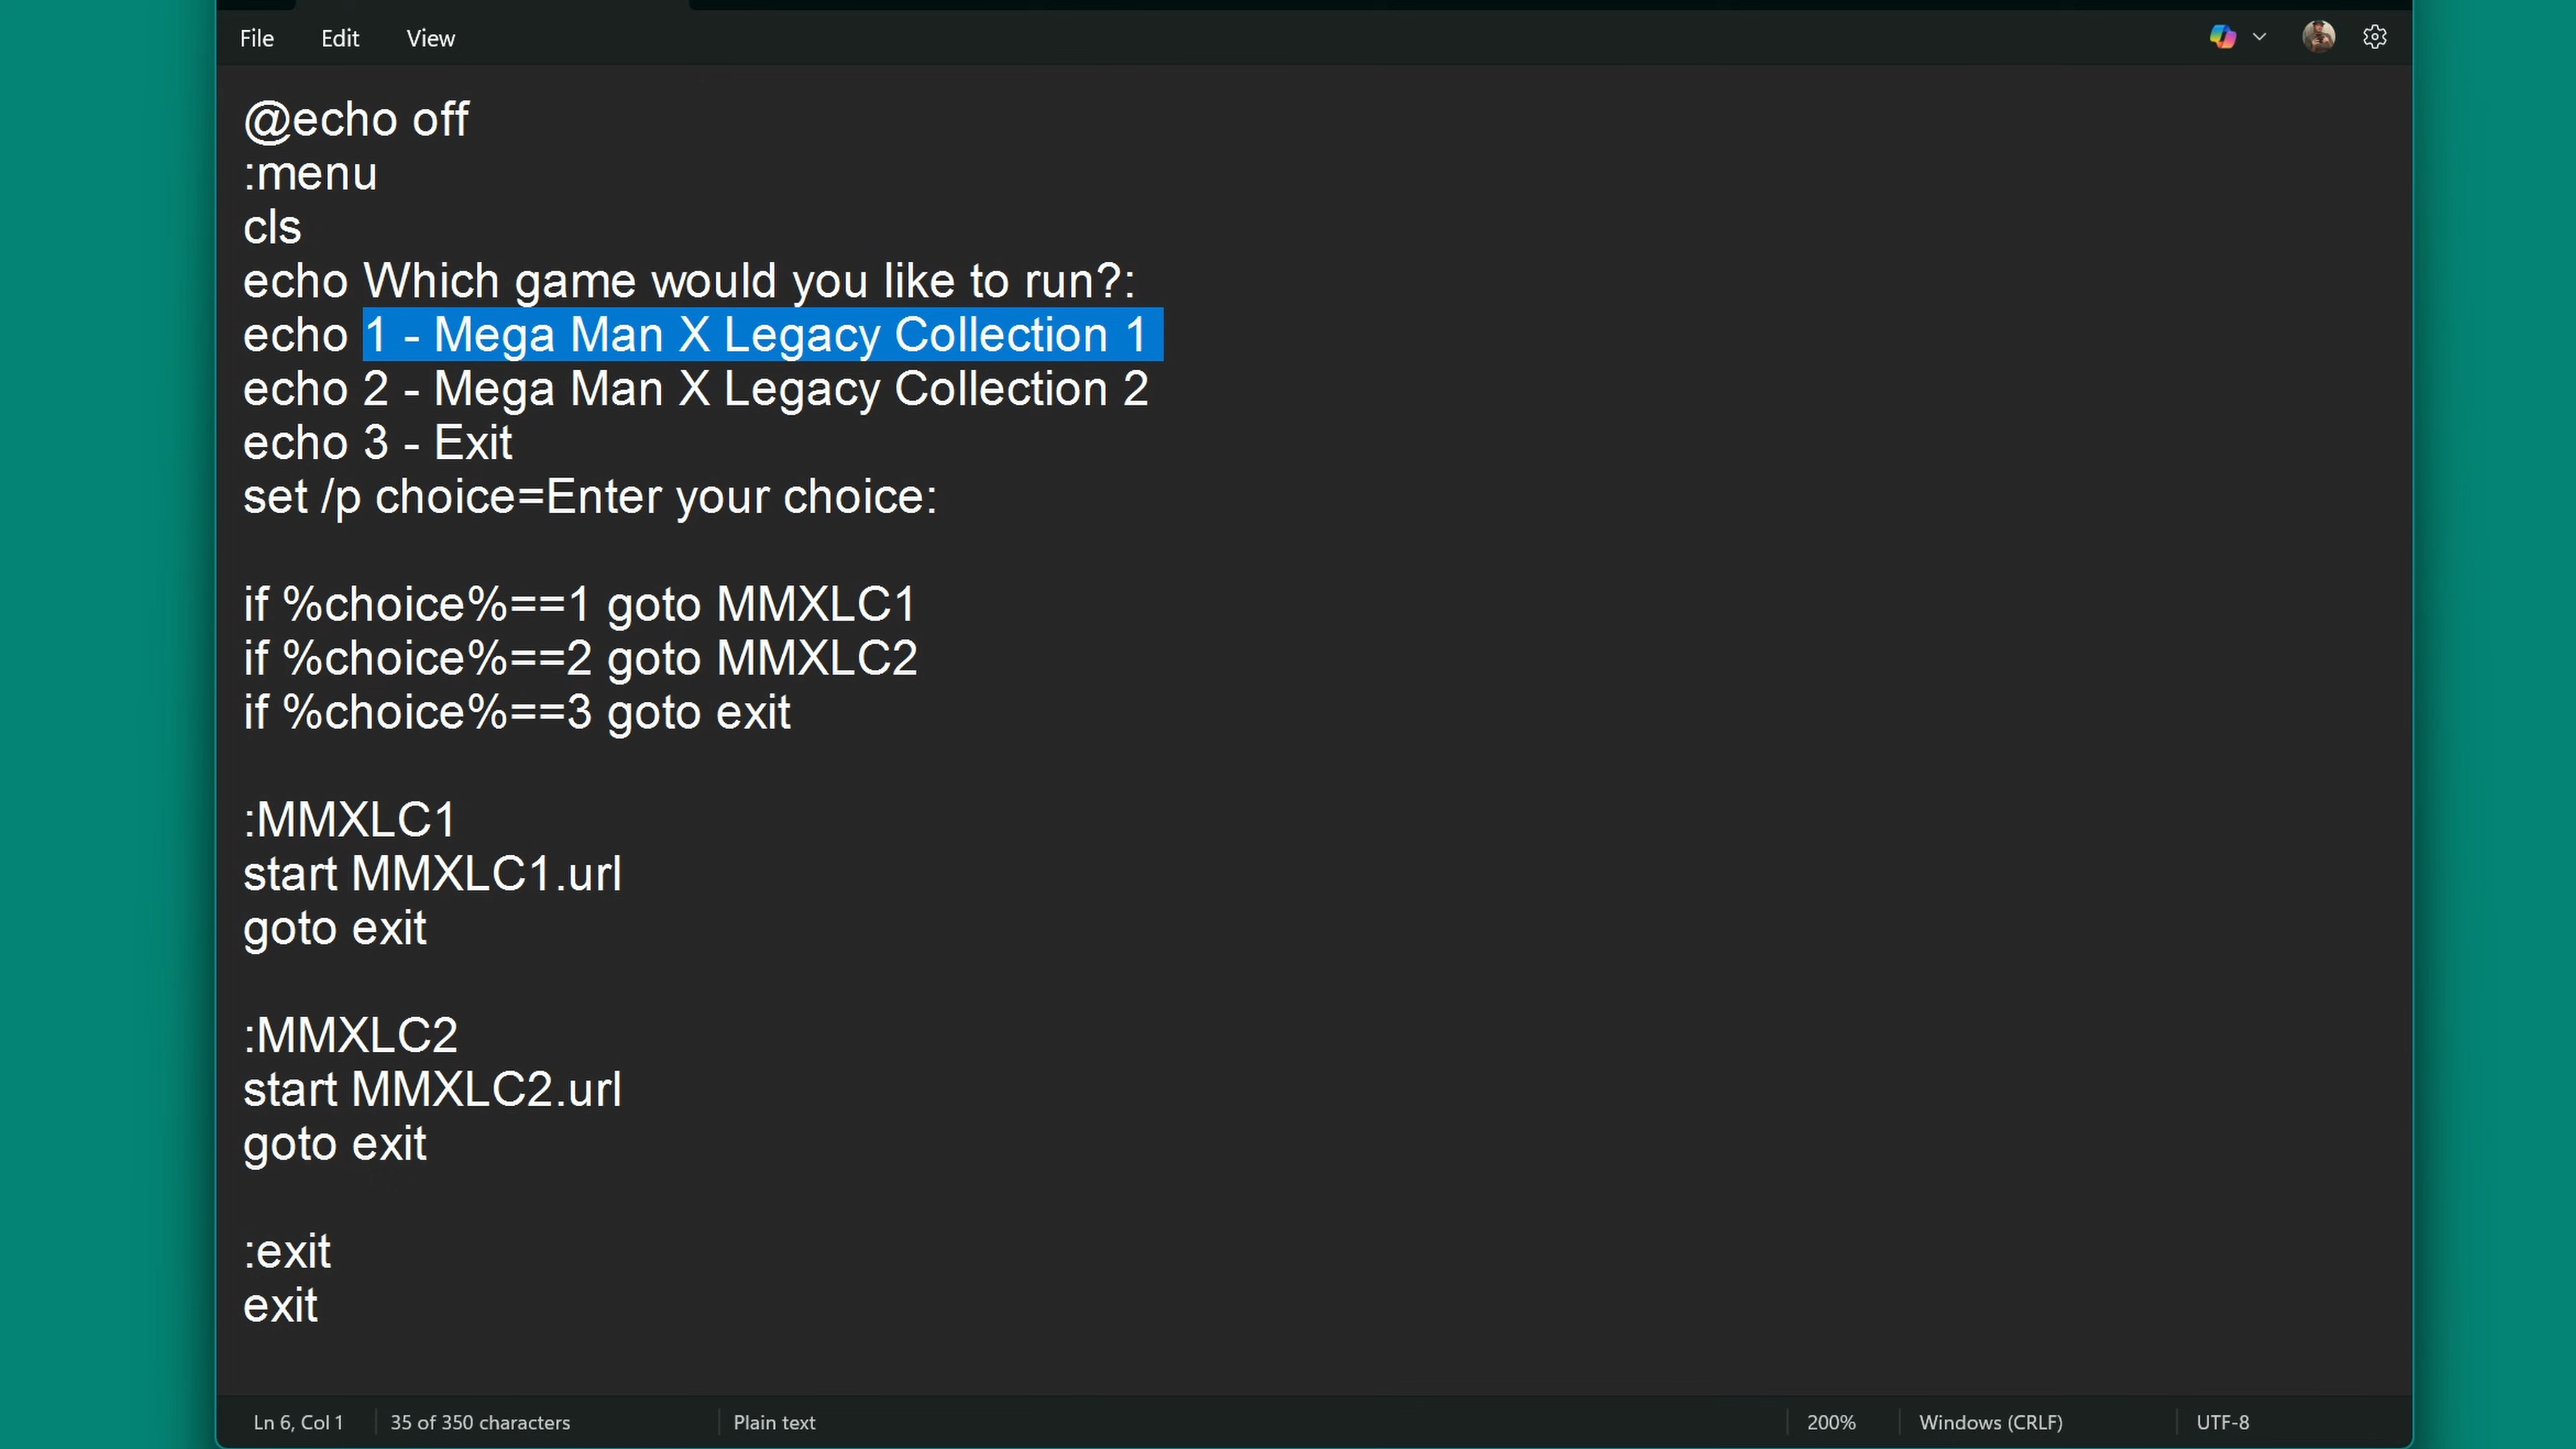 File Edit View
@echo off
:menu
cls
echo Which game would you like to run?:
echo 1 - Mega Man X Legacy Collection 1
echo 2 - Mega Man X Legacy Collection 2
echo 3 - Exit
set /p choice=Enter your choice:
if %choice%==1 goto MMXLC1
if %choice%==2 goto MMXLC2
if %choice%==3 goto exit
:MMXLC1
start MMXLC1.url
goto exit
:MMXLC2
start MMXLC2.url
goto exit
:exit
exit
Ln 6, Col 1 35 of 350 characters Plain text 200% Windows (CRLF) UTF-8